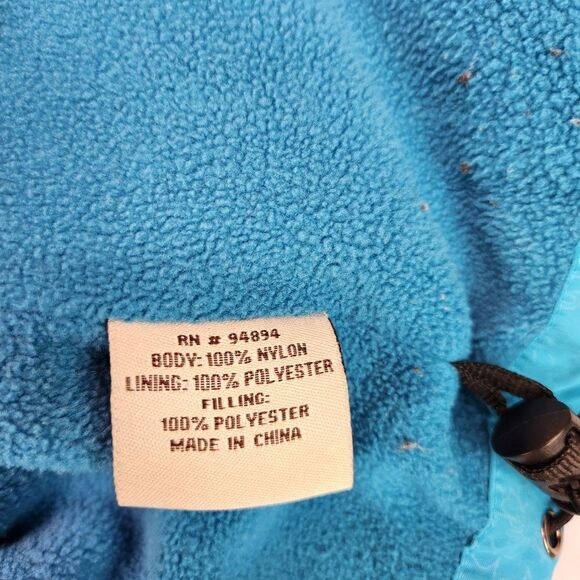 RN # 94894
BODY: 100% NYLON
LINING: 100% POLYESTER
FILLING:
100% POLYESTER
MADE IN CHINA